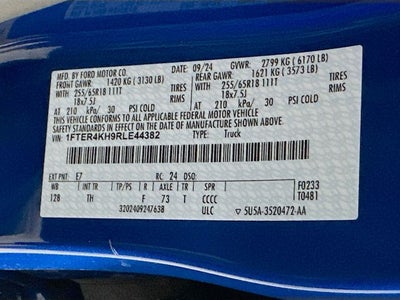 MFD. BY FORD MOTOR CO. 09/24 GVWR: 2799 KG ( 6170 LB)
FRONT GAWR: 1420 KG ( 3130 LB) REAR GAWR: 1621 KG ( 3573 LB)
WITH 255/65R18 111T TIRES WITH 255/65R18 111T TIRES
18x7.5J RIMS 18x7.5J RIMS
AT 210 kPa/ 30 PSI COLD AT 210 kPa/ 30 PSI COLD
THIS VEHICLE CONFORMS TO ALL APPLICABLE FEDERAL MOTOR VEHICLE
SAFETY STANDARDS IN EFFECT ON THE DATE OF MANUFACTURE SHOWN ABOVE.
VIN: 1FTER4KH9RLE44382 TYPE: Truck
EXT PNT: E7 RC: 24 DSO: F0233
WB INT TR TP/PS R AXLE TR SPR T0481
128 TH F 73 T CCCC
3202409247638 ULC 5U5A-3520472-AA